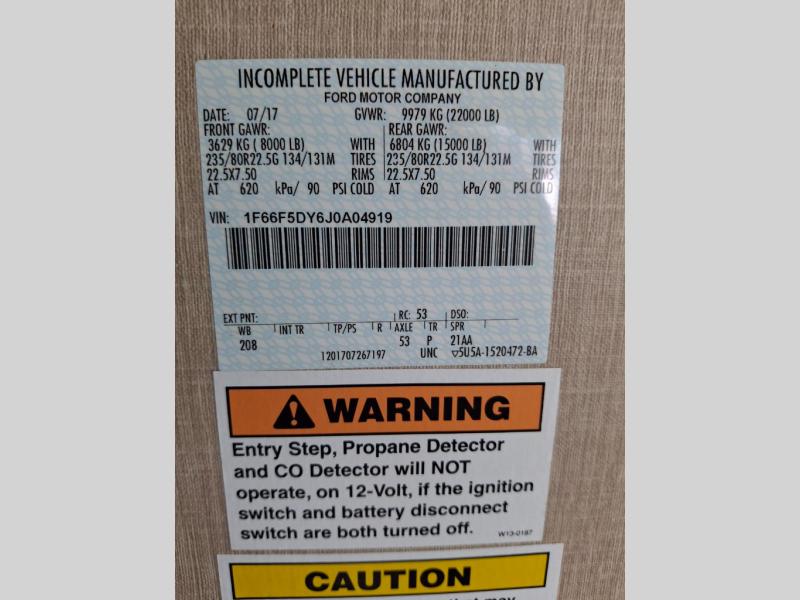 INCOMPLETE VEHICLE MANUFACTURED BY
FORD MOTOR COMPANY
DATE: 07/17 GVWR: 9979 KG (22000 LB)
FRONT GAWR: REAR GAWR:
3629 KG ( 8000 LB) WITH 6804 KG (15000 LB) WITH
235/80R22.5G 134/131M TIRES 235/80R22.5G 134/131M TIRES
22.5X7.50 RIMS 22.5X7.50 RIMS
AT 620 kPa/ 90 PSI COLD AT 620 kPa/ 90 PSI COLD
VIN: 1F66F5DY6J0A04919
EXT PNT: RC: 53 DSO:
WB INT TR TP/PS R AXLE TR SPR
208 53 P 21AA
1201707267197 UNC ▽5U5A-1520472-BA
WARNING
Entry Step, Propane Detector
and CO Detector will NOT
operate, on 12-Volt, if the ignition
switch and battery disconnect
switch are both turned off.
W13-0187
CAUTION
that may